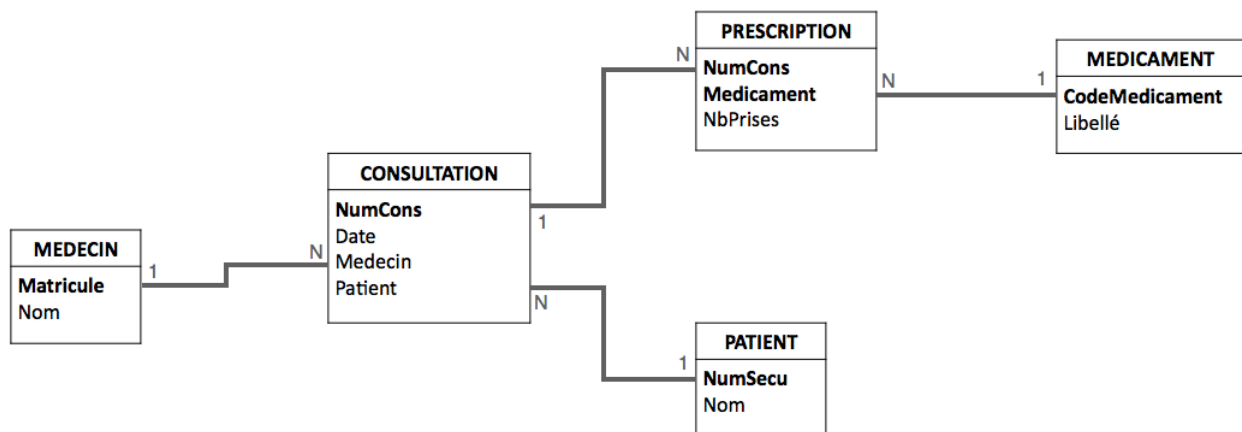 MEDECIN
Matricule
Nom
1
N
CONSULTATION
NumCons
Date
Medecin
Patient
1
N
N
PRESCRIPTION
NumCons
Medicament
NbPrises
N
1
MEDICAMENT
CodeMedicament
Libellé
1
PATIENT
NumSecu
Nom